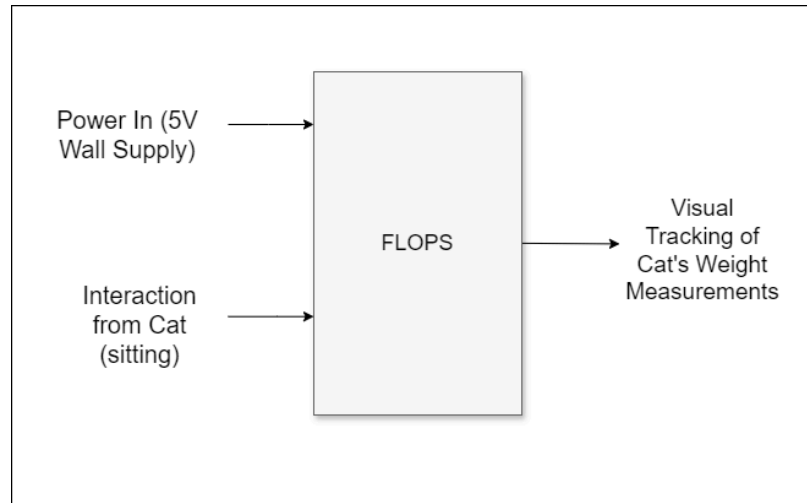 Power In (5V
Wall Supply)
Interaction
from Cat
(sitting)
FLOPS
Visual
Tracking of
Cat's Weight
Measurements